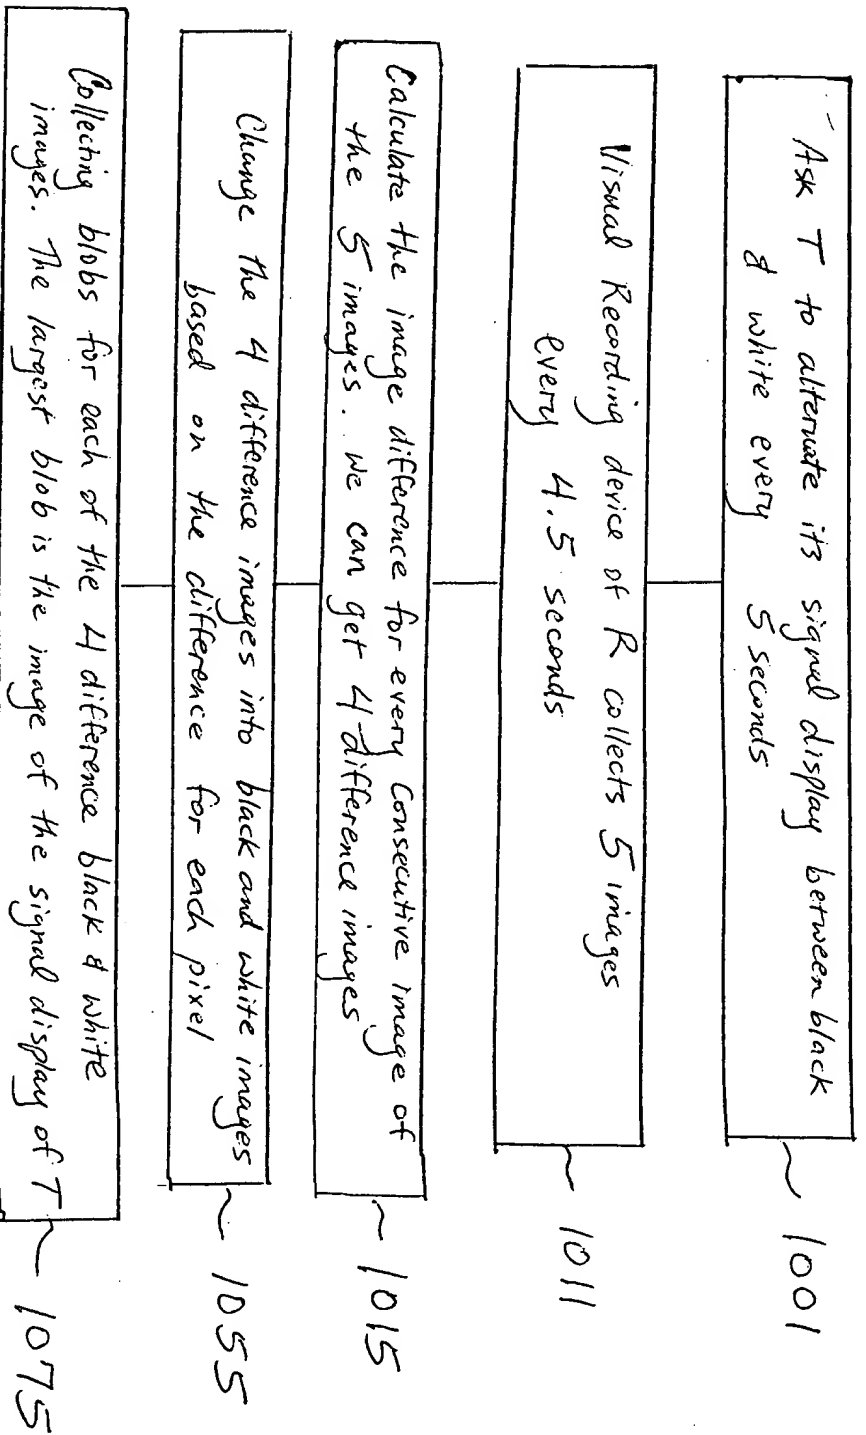 Ask T to alternate its signal display between black
& white every 5 seconds
~ 1001
Visual Recording device of R collects 5 images
every 4.5 seconds
~ 1011
Calculate the image difference for every consecutive image of
the 5 images. We can get 4 difference images
~ 1015
Change the 4 difference images into black and white images
based on the difference for each pixel
~ 1055
Collecting blobs for each of the 4 difference black & white
images. The largest blob is the image of the signal display of T
~ 1075